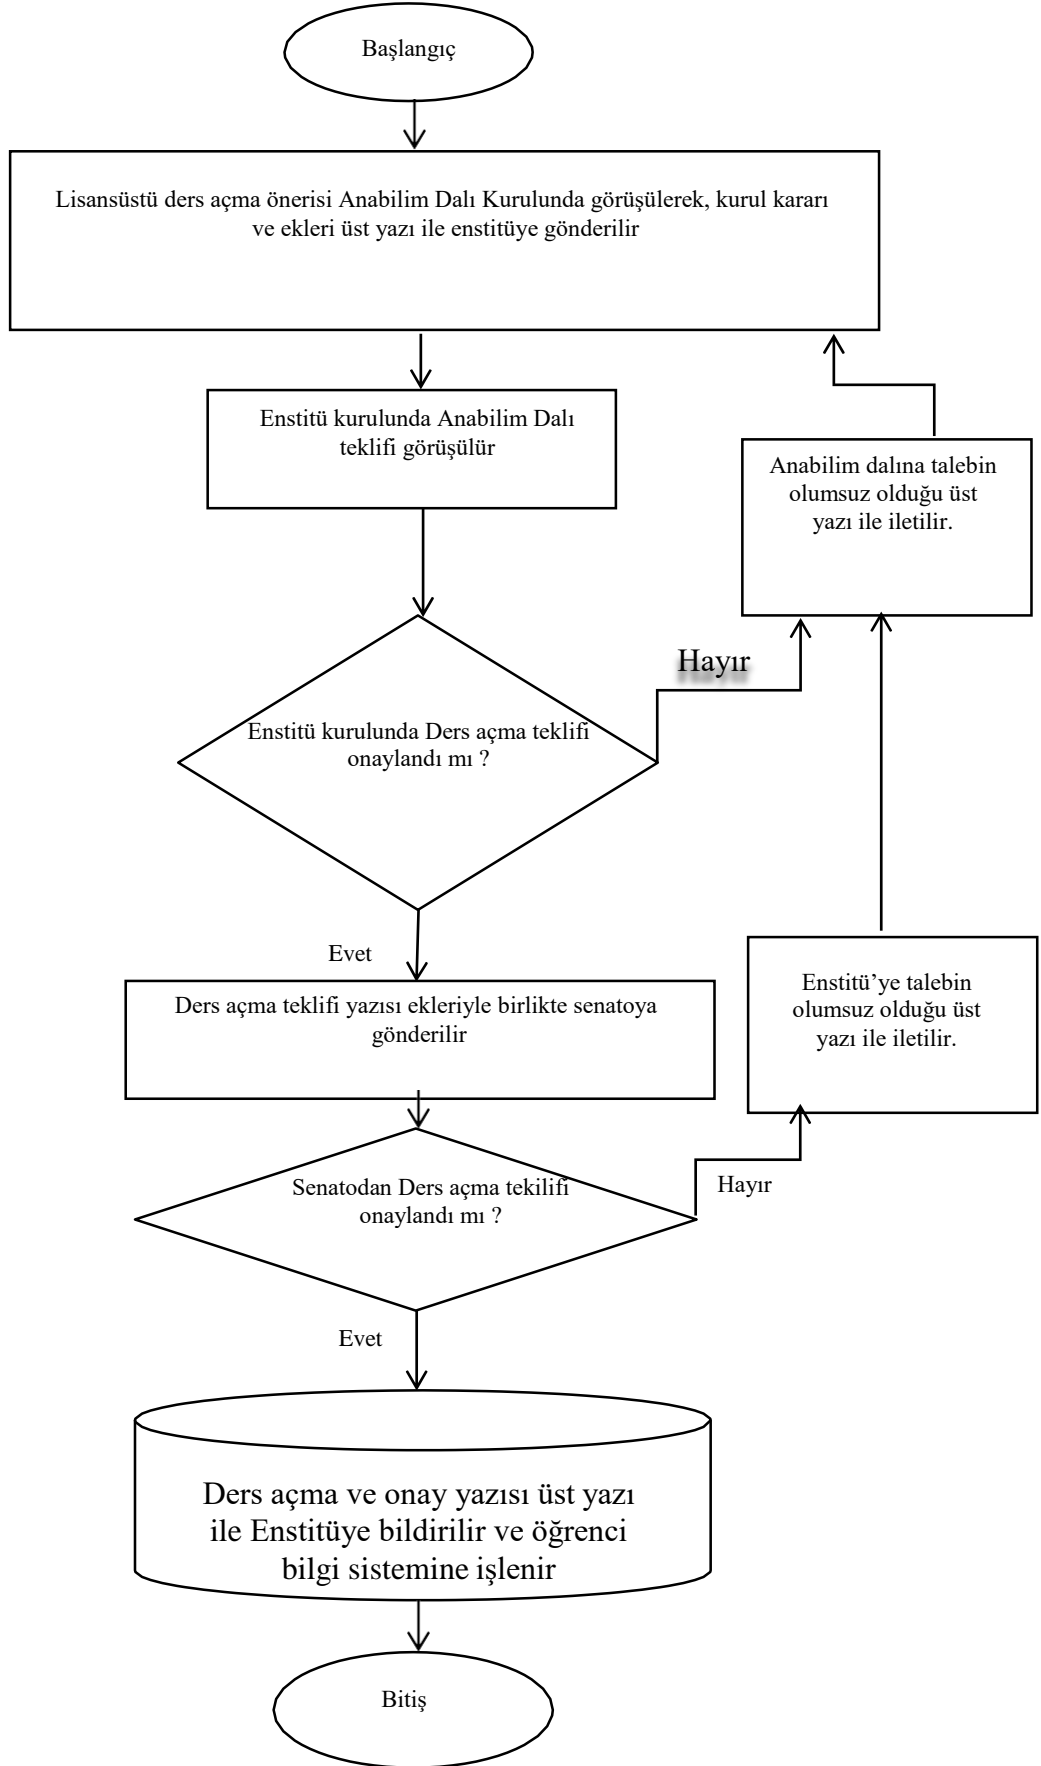 Başlangıç
Lisansüstü ders açma önerisi Anabilim Dalı Kurulunda görüşülerek, kurul kararı
ve ekleri üst yazı ile enstitüye gönderilir
Enstitü kurulunda Anabilim Dalı
teklifi görüşülür
Anabilim dalına talebin
olumsuz olduğu üst
yazı ile iletilir.
Hayır
Enstitü kurulunda Ders açma teklifi
onaylandı mı ?
Evet
Ders açma teklifi yazısı ekleriyle birlikte senatoya
gönderilir
Enstitü’ye talebin
olumsuz olduğu üst
yazı ile iletilir.
Senatodan Ders açma tekilifi
onaylandı mı ?
Hayır
Evet
Ders açma ve onay yazısı üst yazı
ile Enstitüye bildirilir ve öğrenci
bilgi sistemine işlenir
Bitiş